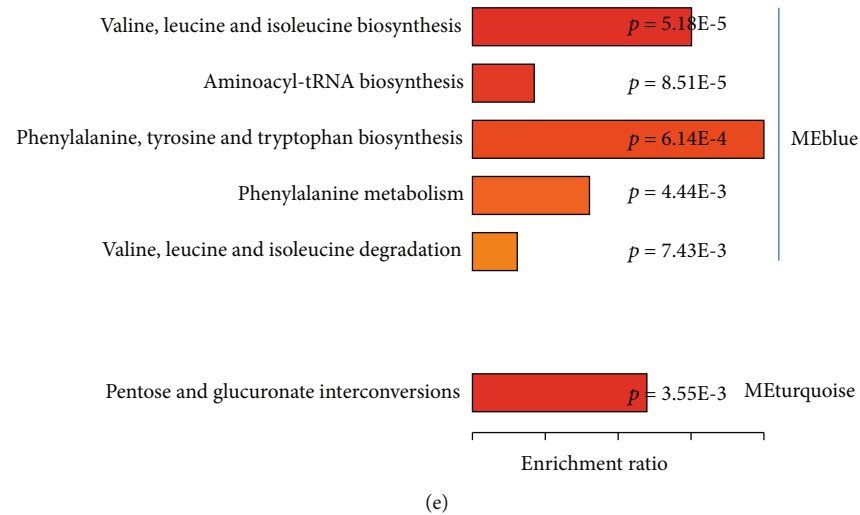 Valine, leucine and isoleucine biosynthesis p = 5.18E-5
Aminoacyl-tRNA biosynthesis p = 8.51E-5
Phenylalanine, tyrosine and tryptophan biosynthesis p = 6.14E-4 MEblue
Phenylalanine metabolism p = 4.44E-3
Valine, leucine and isoleucine degradation p = 7.43E-3
Pentose and glucuronate interconversions p = 3.55E-3 MEturquoise
Enrichment ratio
(e)